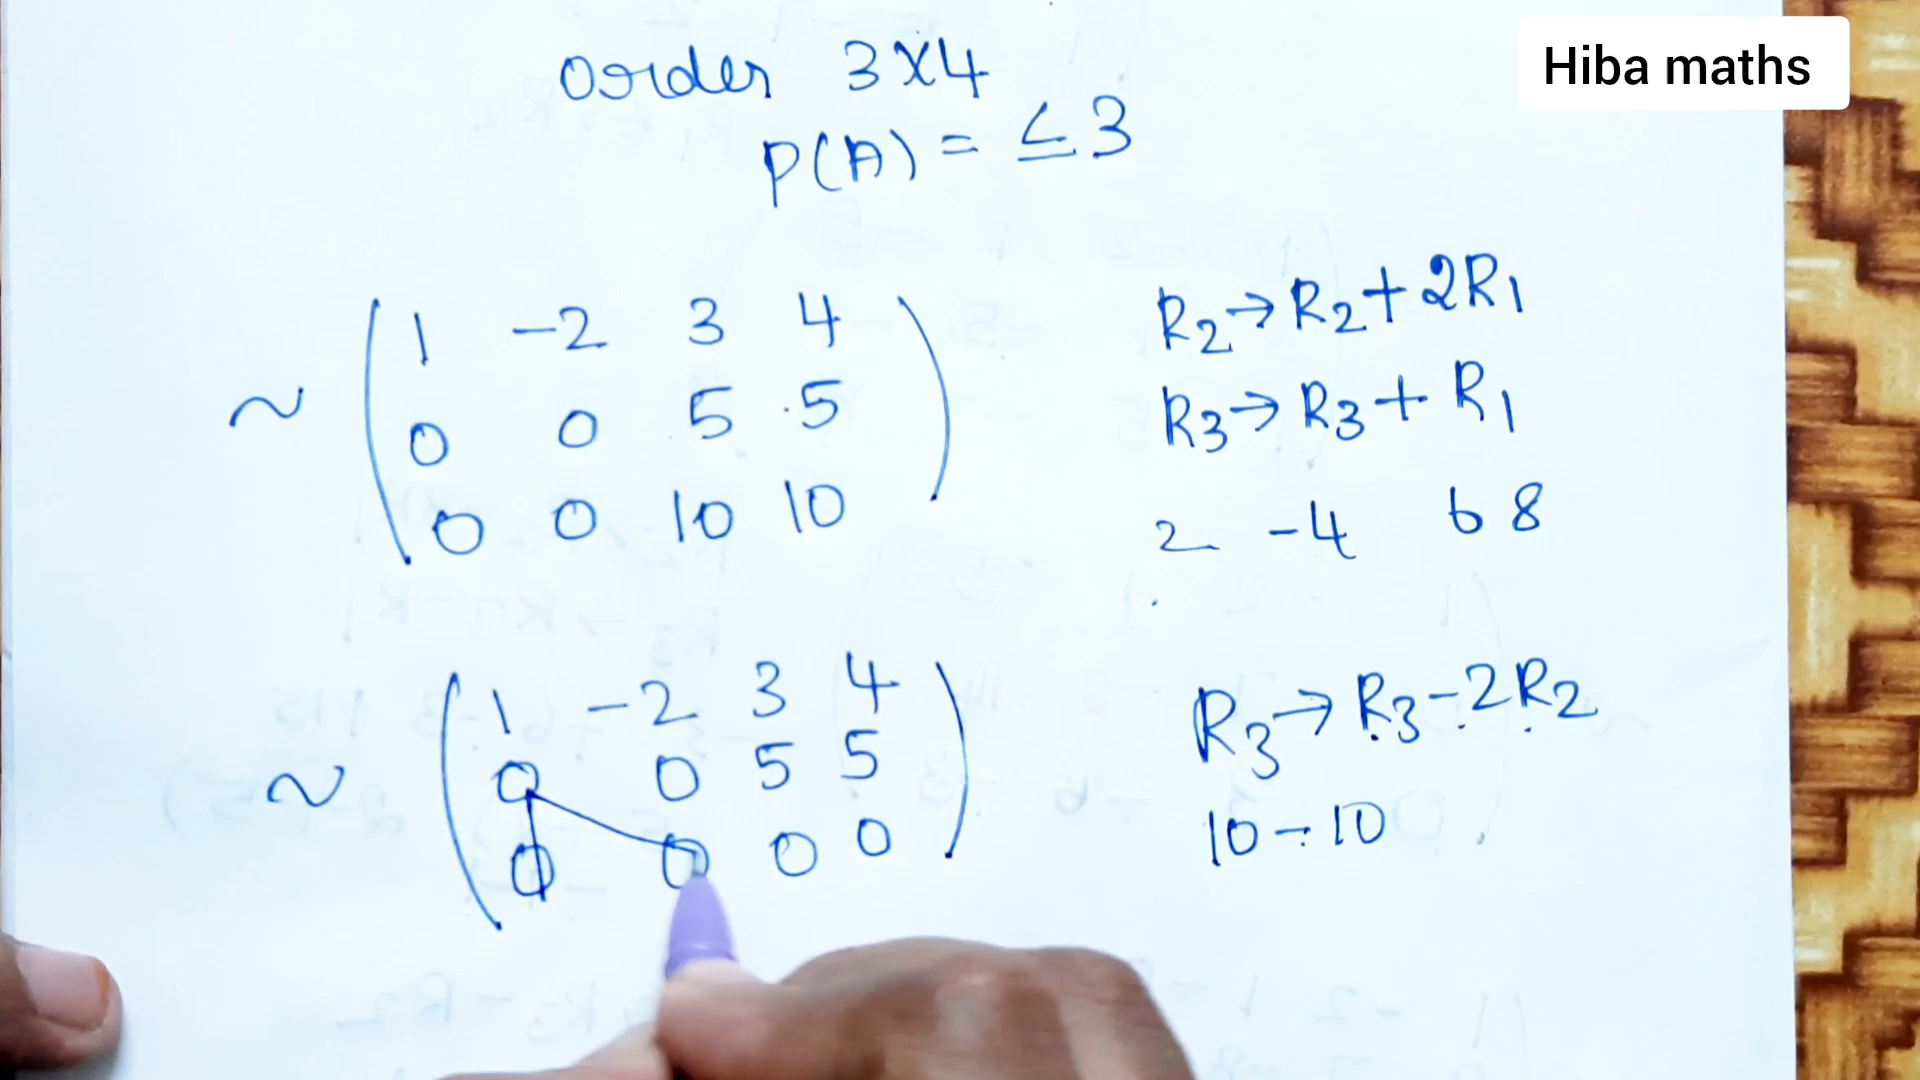 Hiba maths
Order 3×4
P(A) = ≤3
1 -2 3 4 R2→R2+2R1
~ 0 0 5 5 R3→R3+R1
0 0 10 10 2 -4 6 8
1 -2 3 4 R3→R3-2R2
~ 0 0 5 5
0 0 0 0 10-10